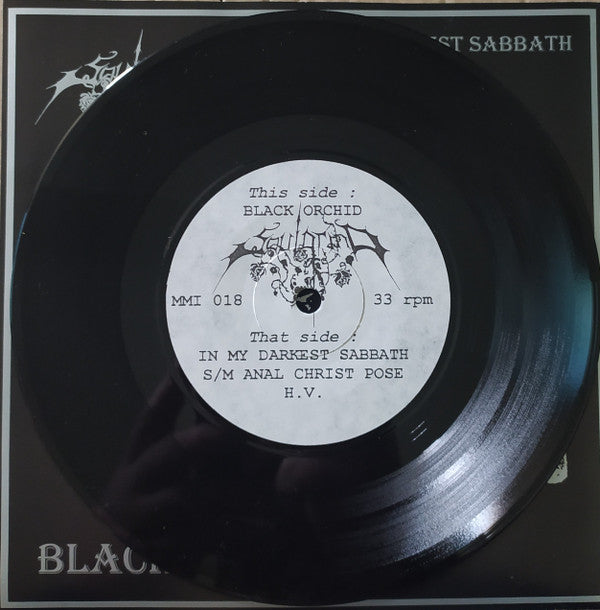 IST SABBATH
This side :
BLACK ORCHID
MMI 018 33 rpm
That side :
IN MY DARKEST SABBATH
S/M ANAL CHRIST POSE
H.V.
BLACK